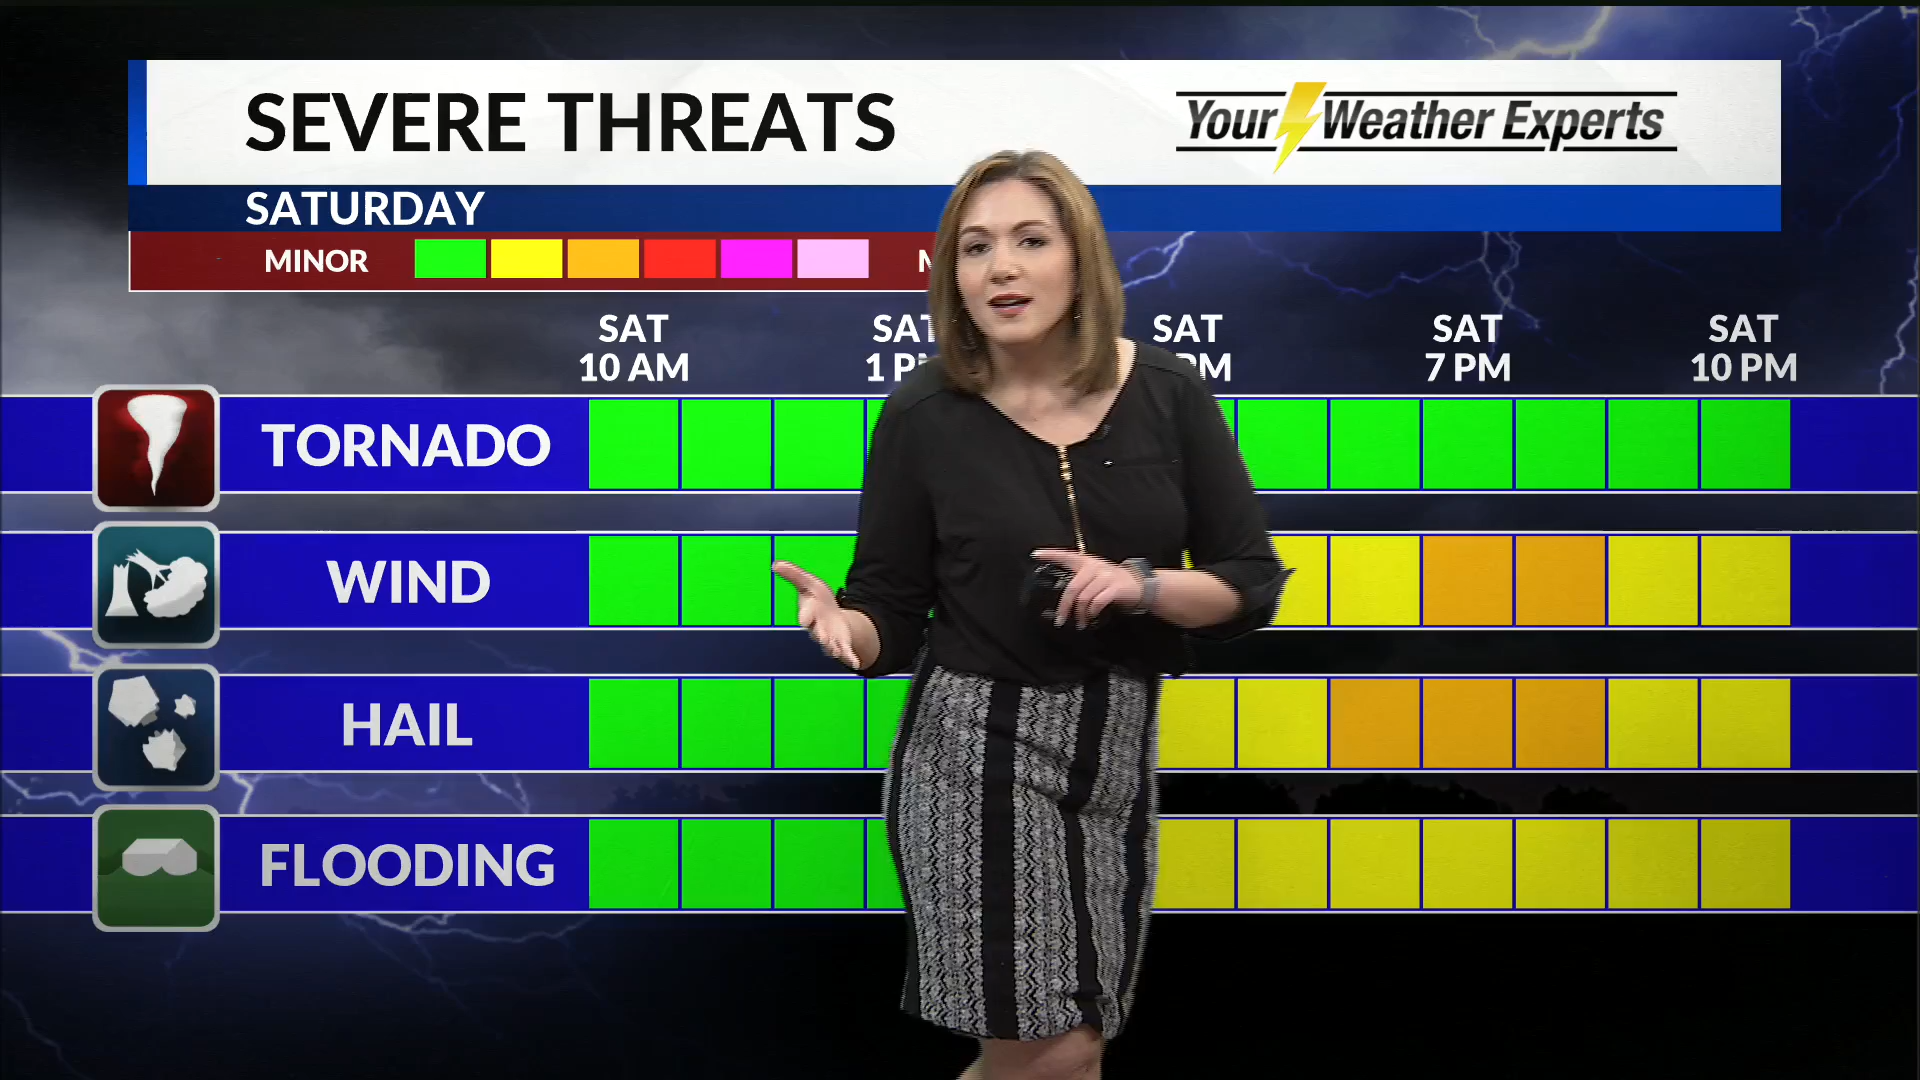 SEVERE THREATS
Your Weather Experts
SATURDAY
MINOR
SAT SAT SAT SAT
10 AM 1 7 PM 10 PM
TORNADO
WIND
HAIL
FLOODING